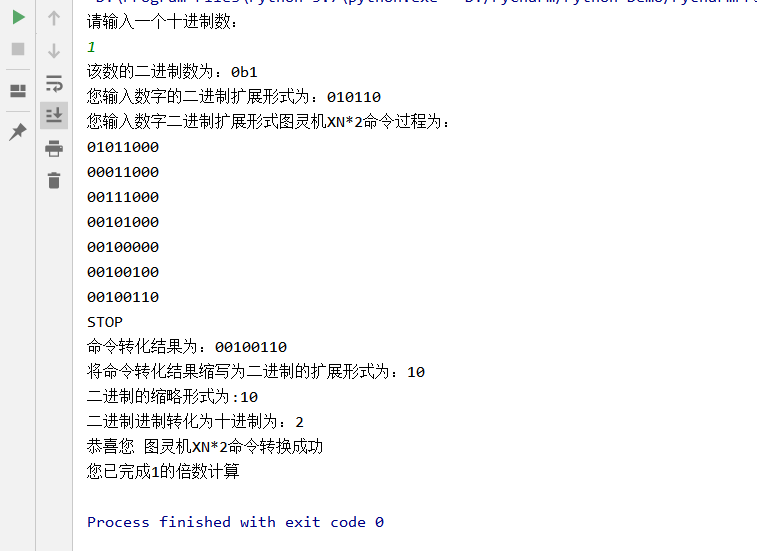 请输入一个十进制数：
1
该数的二进制数为：0b1
您输入数字的二进制扩展形式为：010110
您输入数字二进制扩展形式图灵机XN*2命令过程为：
01011000
00011000
00111000
00101000
00100000
00100100
00100110
STOP
命令转化结果为：00100110
将命令转化结果缩写为二进制的扩展形式为：10
二进制的缩略形式为:10
二进制进制转化为十进制为：2
恭喜您 图灵机XN*2命令转换成功
您已完成1的倍数计算
Process finished with exit code 0